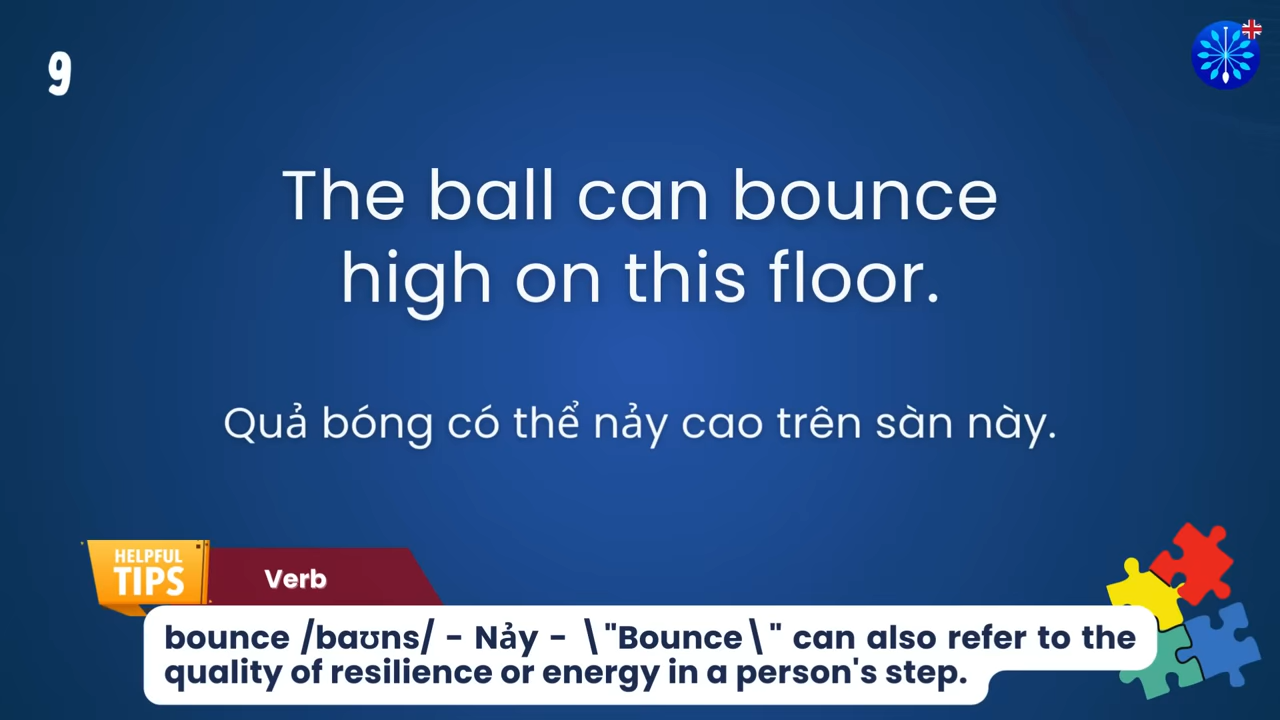 9
The ball can bounce
high on this floor.
Quả bóng có thể nảy cao trên sàn này.
HELPFUL
TIPS
Verb
bounce /baʊns/ - Nảy - \"Bounce\" can also refer to the
quality of resilience or energy in a person's step.